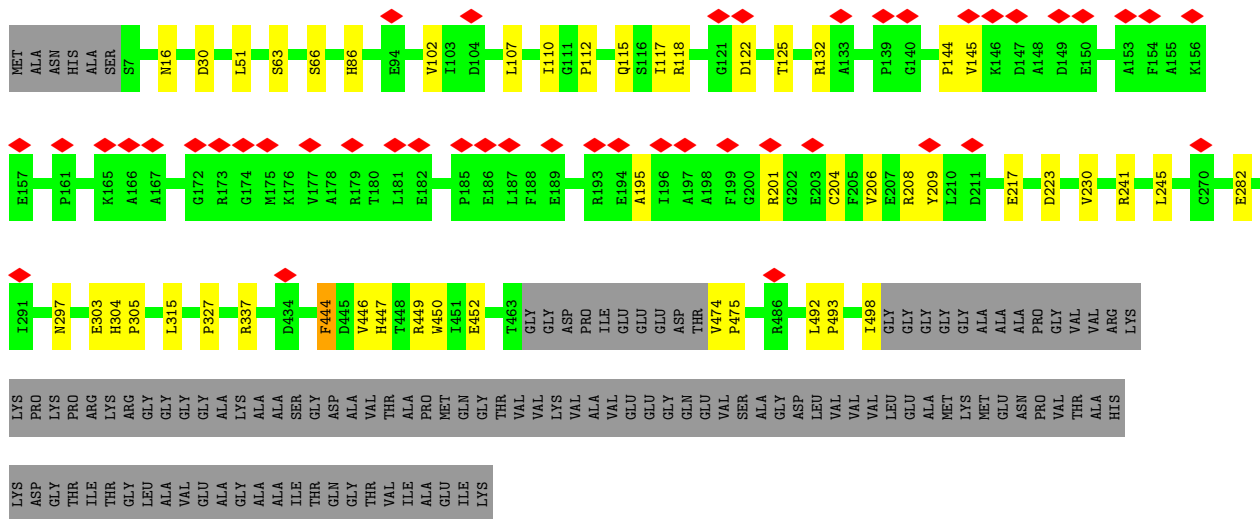 MET ALA ASN HIS ALA SER S7 N16 D30 L51 S63 S66 H86 E94 V102 I103 D104 L107 I110 G111 P112 Q115 S116 I117 R118 G121 D122 T125 R132 A133 P139 G140 P144 V145 K146 D147 A148 D149 E150 A153 F154 A155 K156
E157 P161 K165 A166 A167 G172 R173 G174 M175 K176 V177 A178 R179 T180 L181 E182 P185 E186 L187 F188 E189 R193 E194 A195 I196 A197 A198 F199 G200 R201 G202 E203 C204 F205 V206 E207 R208 Y209 L210 D211 E217 D223 V230 R241 L245 C270 E282
I291 N297 E303 H304 P305 L315 P327 R337 D434 F444 D445 V446 H447 T448 R449 W450 I451 E452 T463 GLY GLY ASP PRO ILE GLU GLU GLU ASP THR V474 P475 R486 L492 P493 I498 GLY GLY GLY GLY GLY ALA ALA ALA PRO GLY VAL VAL ARG LYS
LYS PRO LYS PRO ARG LYS ARG GLY GLY GLY GLY ALA LYS ALA ALA SER GLY ASP ALA VAL THR ALA PRO MET GLN GLY THR VAL VAL LYS VAL ALA VAL GLU GLU GLY GLN GLU VAL SER ALA GLY ASP LEU VAL VAL VAL LEU GLU ALA MET LYS MET GLU ASN PRO VAL THR ALA HIS
LYS ASP GLY THR ILE THR GLY LEU ALA VAL GLU ALA GLY ALA ALA ILE THR GLN GLY THR VAL ILE ALA GLU ILE LYS